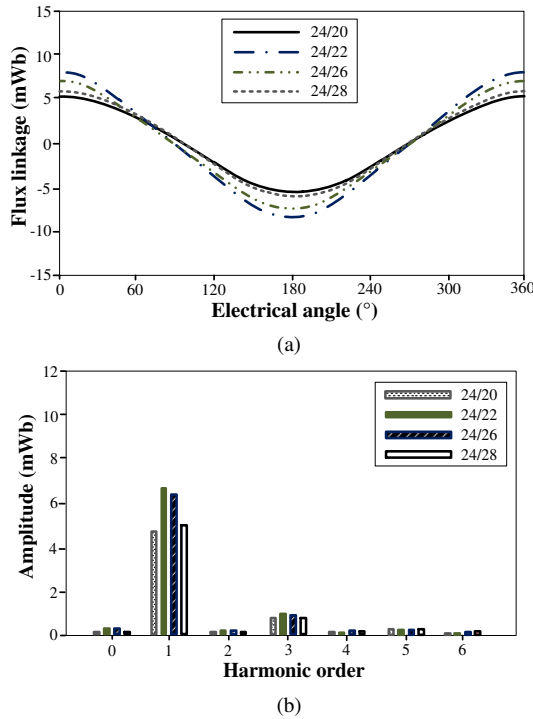 15
10
5
0
-5
-10
-15
Flux linkage (mWb)
24/20
24/22
24/26
24/28
0 60 120 180 240 300 360
Electrical angle (°)
(a)
12
10
8
6
4
2
0
Amplitude (mWb)
24/20
24/22
24/26
24/28
0 1 2 3 4 5 6
Harmonic order
(b)